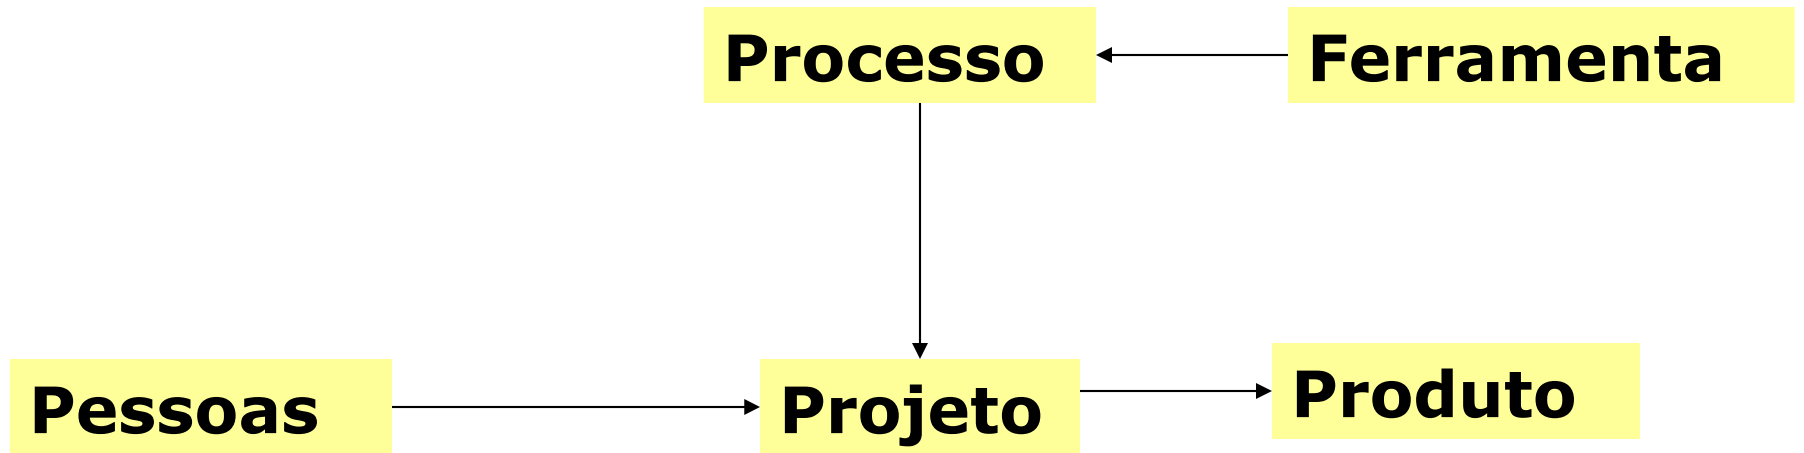 Processo
Ferramenta
Pessoas
Projeto
Produto